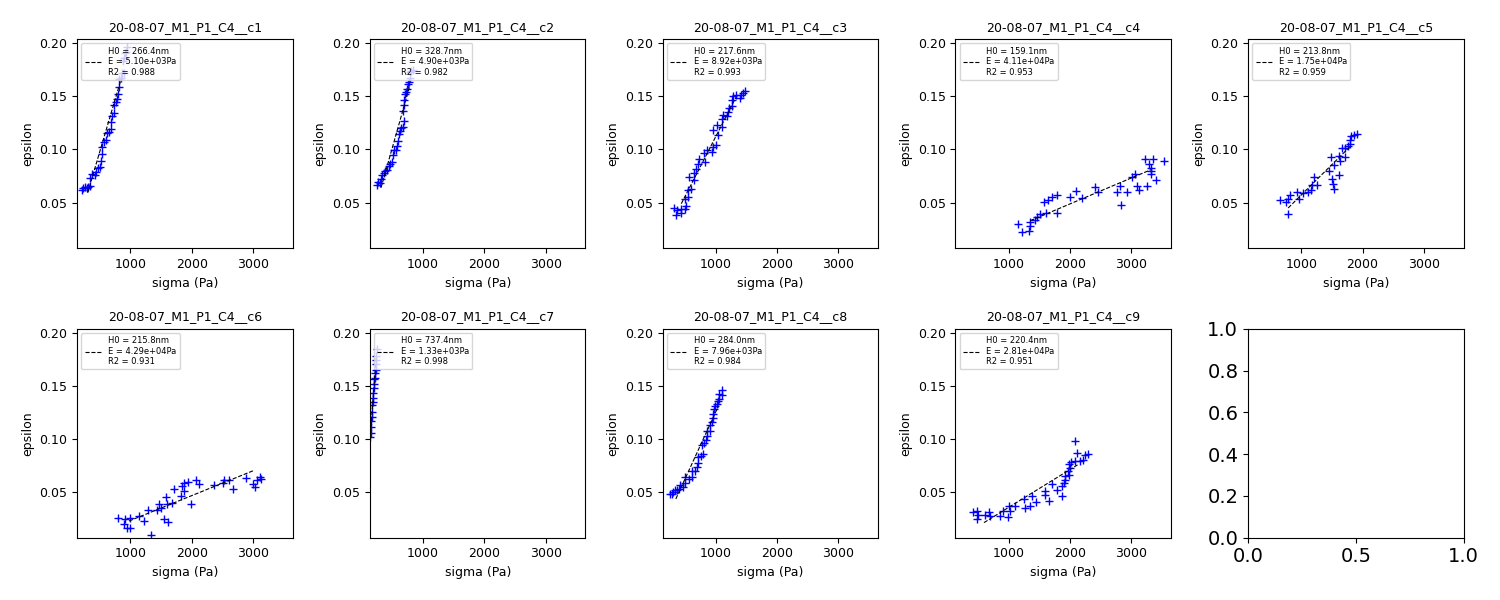 20-08-07_M1_P1_C4__c1
0.20
0.15
0.10
0.05
epsilon
H0 = 266.4nm
E = 5.10e+03Pa
R2 = 0.988
1000 2000 3000
sigma (Pa)
20-08-07_M1_P1_C4__c2
0.20
0.15
0.10
0.05
epsilon
H0 = 328.7nm
E = 4.90e+03Pa
R2 = 0.982
1000 2000 3000
sigma (Pa)
20-08-07_M1_P1_C4__c3
0.20
0.15
0.10
0.05
epsilon
H0 = 217.6nm
E = 8.92e+03Pa
R2 = 0.993
1000 2000 3000
sigma (Pa)
20-08-07_M1_P1_C4__c4
0.20
0.15
0.10
0.05
epsilon
H0 = 159.1nm
E = 4.11e+04Pa
R2 = 0.953
1000 2000 3000
sigma (Pa)
20-08-07_M1_P1_C4__c5
0.20
0.15
0.10
0.05
epsilon
H0 = 213.8nm
E = 1.75e+04Pa
R2 = 0.959
1000 2000 3000
sigma (Pa)
20-08-07_M1_P1_C4__c6
0.20
0.15
0.10
0.05
epsilon
H0 = 215.8nm
E = 4.29e+04Pa
R2 = 0.931
1000 2000 3000
sigma (Pa)
20-08-07_M1_P1_C4__c7
0.20
0.15
0.10
0.05
epsilon
H0 = 737.4nm
E = 1.33e+03Pa
R2 = 0.998
1000 2000 3000
sigma (Pa)
20-08-07_M1_P1_C4__c8
0.20
0.15
0.10
0.05
epsilon
H0 = 284.0nm
E = 7.96e+03Pa
R2 = 0.984
1000 2000 3000
sigma (Pa)
20-08-07_M1_P1_C4__c9
0.20
0.15
0.10
0.05
epsilon
H0 = 220.4nm
E = 2.81e+04Pa
R2 = 0.951
1000 2000 3000
sigma (Pa)
1.0
0.8
0.6
0.4
0.2
0.0
0.0 0.5 1.0